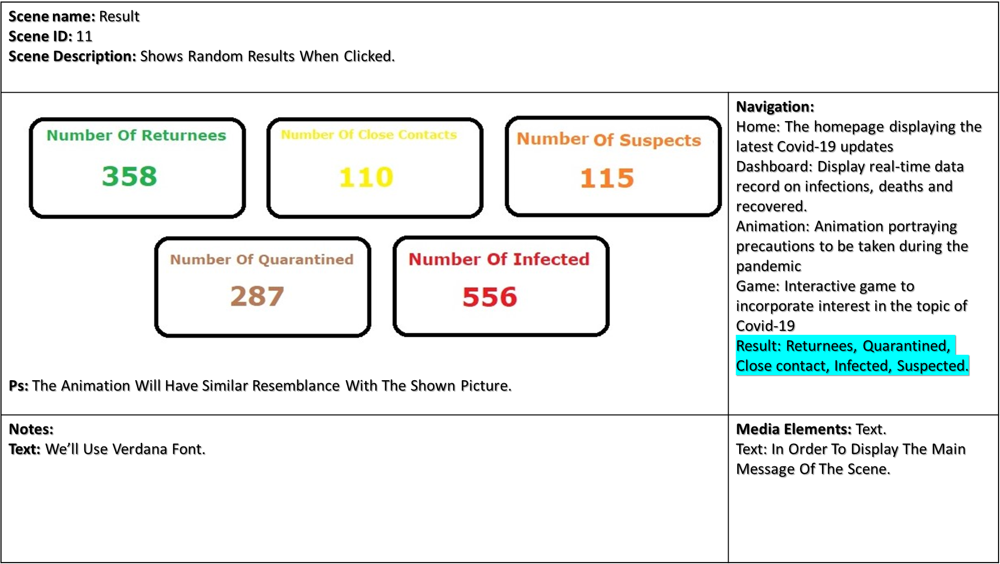 Scene name: Result
Scene ID: 11
Scene Description: Shows Random Results When Clicked.
Number Of Returnees
358
Number Of Close Contacts
110
Number Of Suspects
115
Number Of Quarantined
287
Number Of Infected
556
Ps: The Animation Will Have Similar Resemblance With The Shown Picture.
Navigation:
Home: The homepage displaying the
latest Covid-19 updates
Dashboard: Display real-time data
record on infections, deaths and
recovered.
Animation: Animation portraying
precautions to be taken during the
pandemic
Game: Interactive game to
incorporate interest in the topic of
Covid-19
Result: Returnees, Quarantined,
Close contact, Infected, Suspected.
Notes:
Text: We’ll Use Verdana Font.
Media Elements: Text.
Text: In Order To Display The Main
Message Of The Scene.